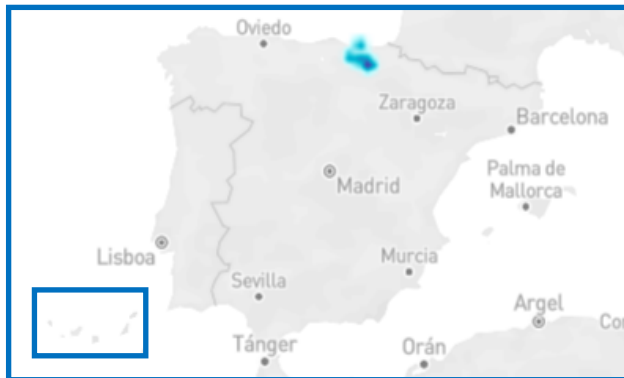 Oviedo
Zaragoza
Barcelona
Palma de
Mallorca
Madrid
Lisboa
Murcia
Sevilla
Argel
Tánger
Orán